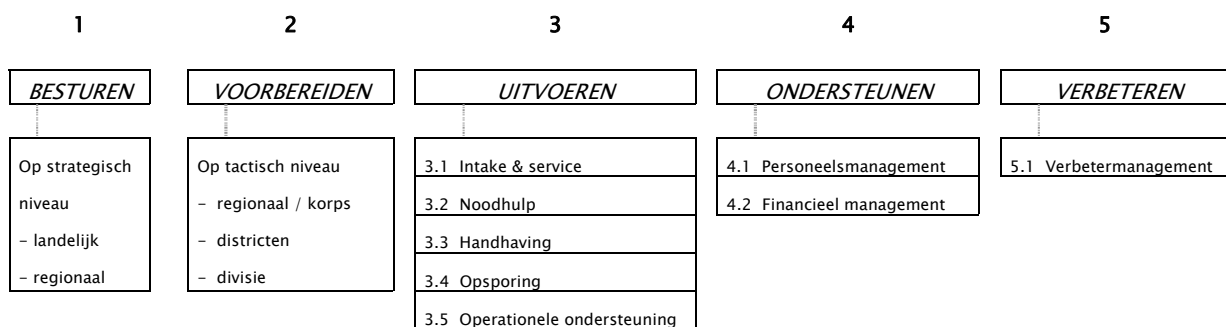 1 2 3 4 5
BESTUREN VOORBEREIDEN UITVOEREN ONDERSTEUNEN VERBETEREN
Op strategisch
niveau
- landelijk
- regionaal
Op tactisch niveau
- regionaal / korps
- districten
- divisie
3.1 Intake & service
3.2 Noodhulp
3.3 Handhaving
3.4 Opsporing
3.5 Operationele ondersteuning
4.1 Personeelsmanagement
4.2 Financieel management
5.1 Verbetermanagement